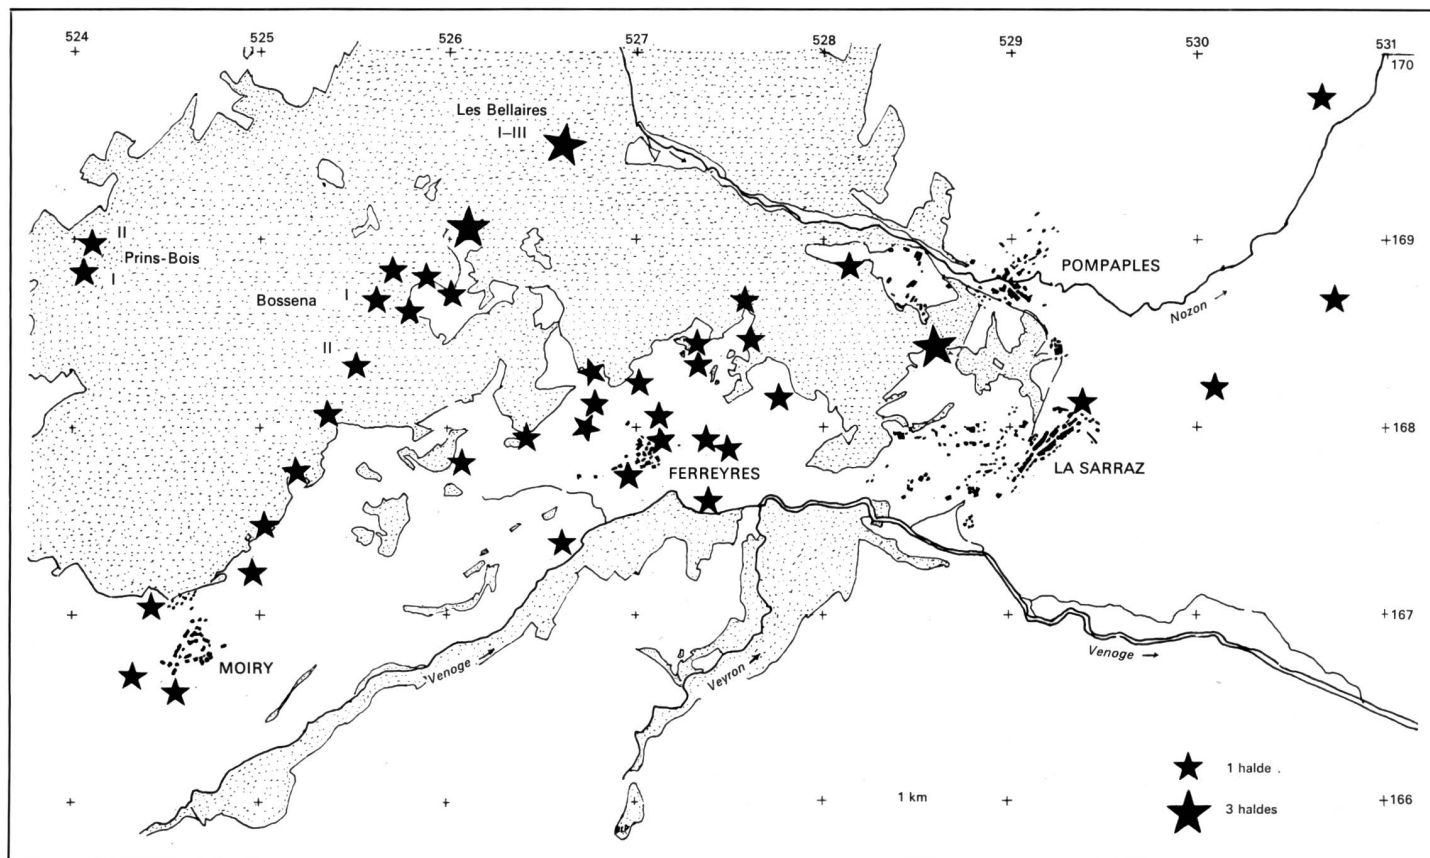 524 525 526 527 528 529 530 531
170
Les Bellaires
I–III
II
Prins-Bois
I
169
POMPAPLES
Bossena I
Nozon →
II
168
FERREYRES
LA SARRAZ
167
MOIRY
Venoge →
Veyron →
Venoge →
1 halde .
1 km
166
3 haldes